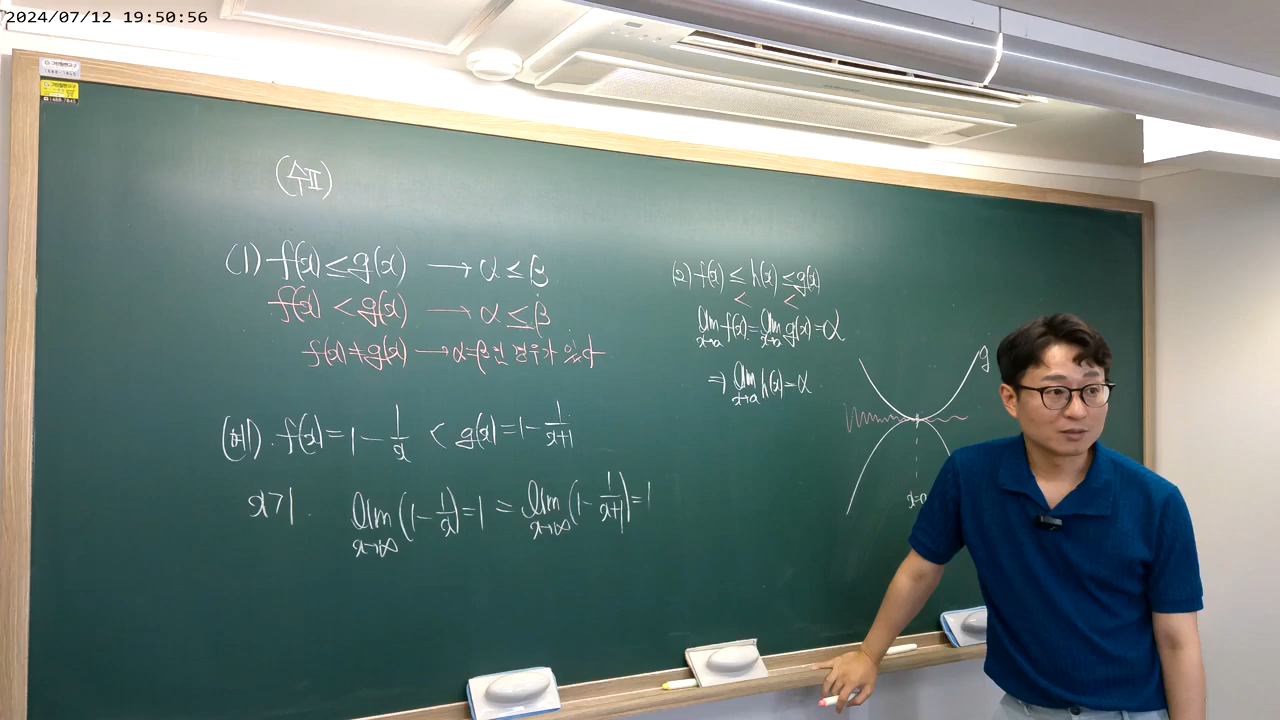 2024/07/12 19:50:56
(수Ⅱ)
(1) f(x) ≤ g(x) → α ≤ β
f(x) < g(x) → α ≤ β
f(x) ≠ g(x) → α=β인 경우가 있다
(해) . f(x) = 1 - 1/x < g(x) = 1 - 1/(x+1)
x>1 . lim x→∞ (1 - 1/x) = 1 = lim x→∞ (1 - 1/(x+1)) = 1
(2) f(x) ≤ h(x) ≤ g(x)
< <
lim x→a f(x) = lim x→a g(x) = α
⇒ lim x→a h(x) = α
g
x=a